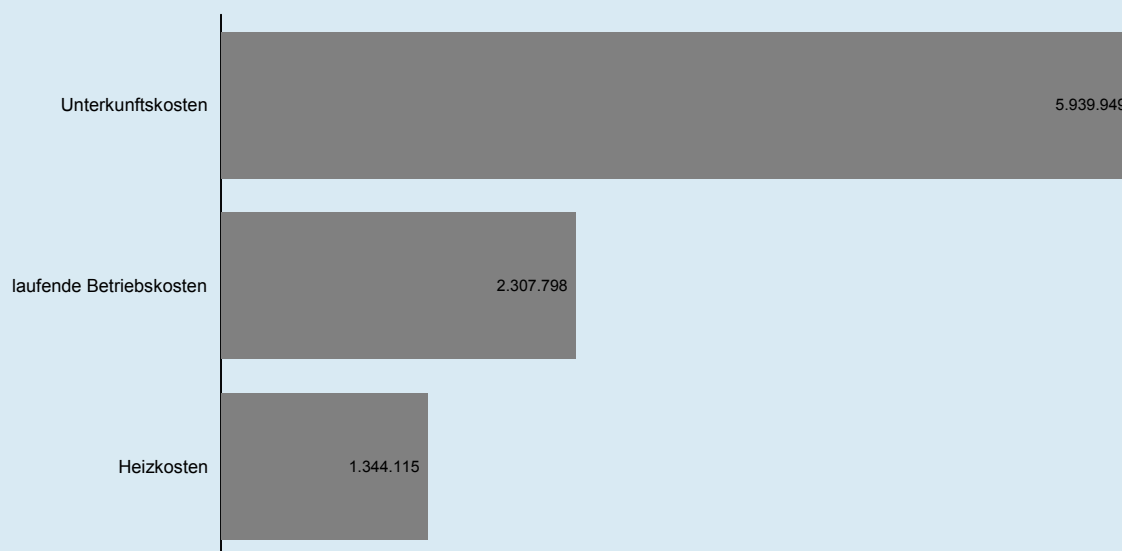 Unterkunftskosten
5.939.949
laufende Betriebskosten
2.307.798
Heizkosten
1.344.115